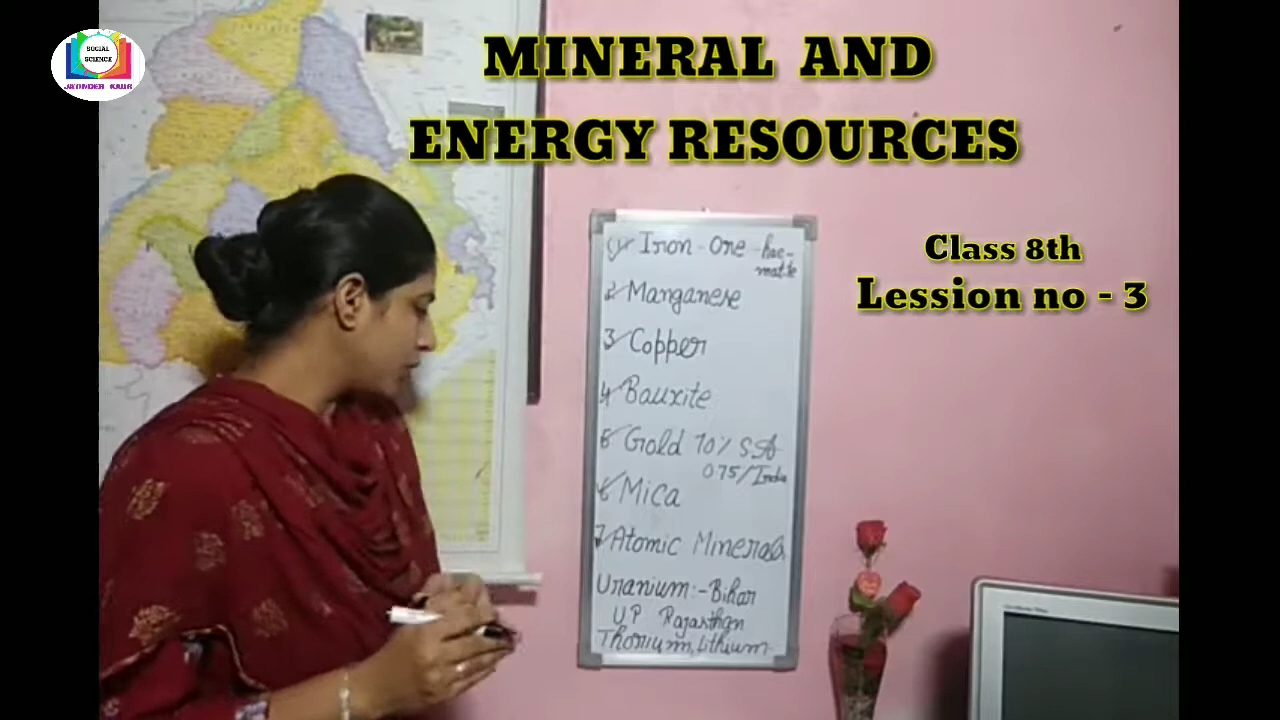 SOCIAL
SCIENCE
JATINDER KAUR
MINERAL AND
ENERGY RESOURCES
Class 8th
Lession no - 3
(1) Iron - Ore - hae-
matite
2 Manganese
3 Copper
4 Bauxite
5 Gold 70% S.A
0.75/India
6 Mica
7 Atomic Minerals
Uranium:- Bihar
UP Rajasthan
Thorium, Lithium